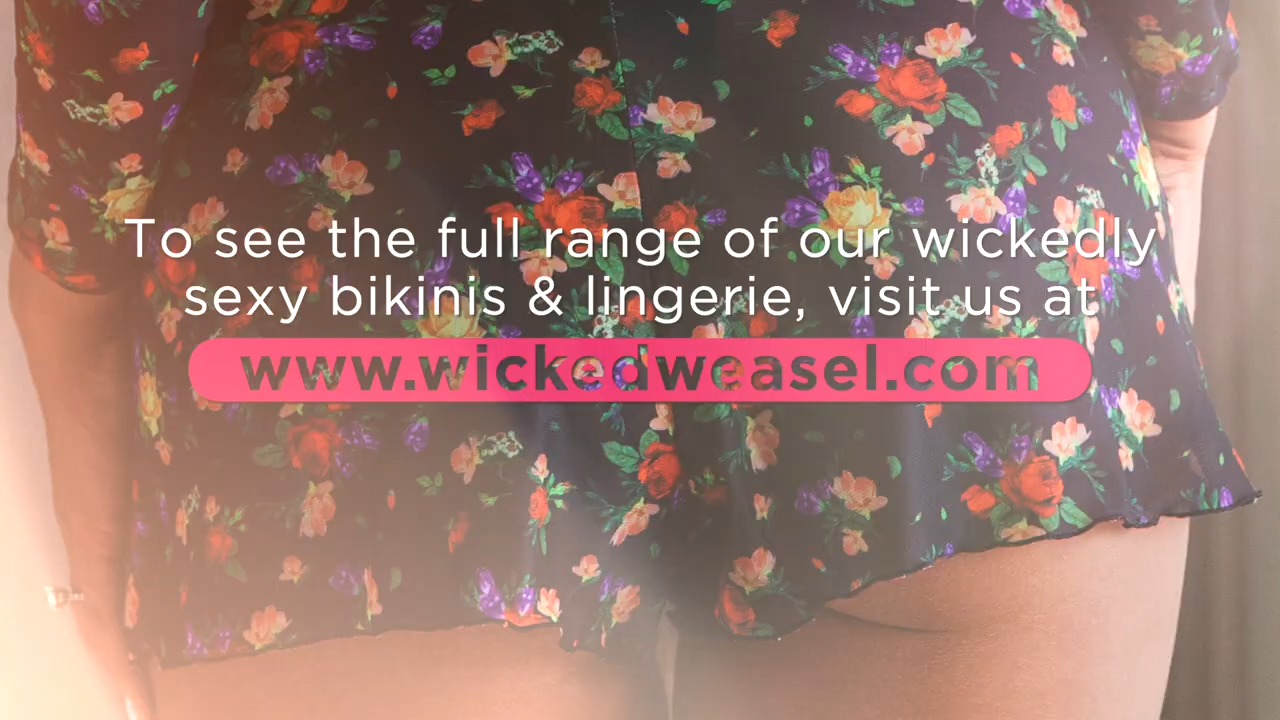 To see the full range of our wickedly
sexy bikinis & lingerie, visit us at
www.wickedweasel.com